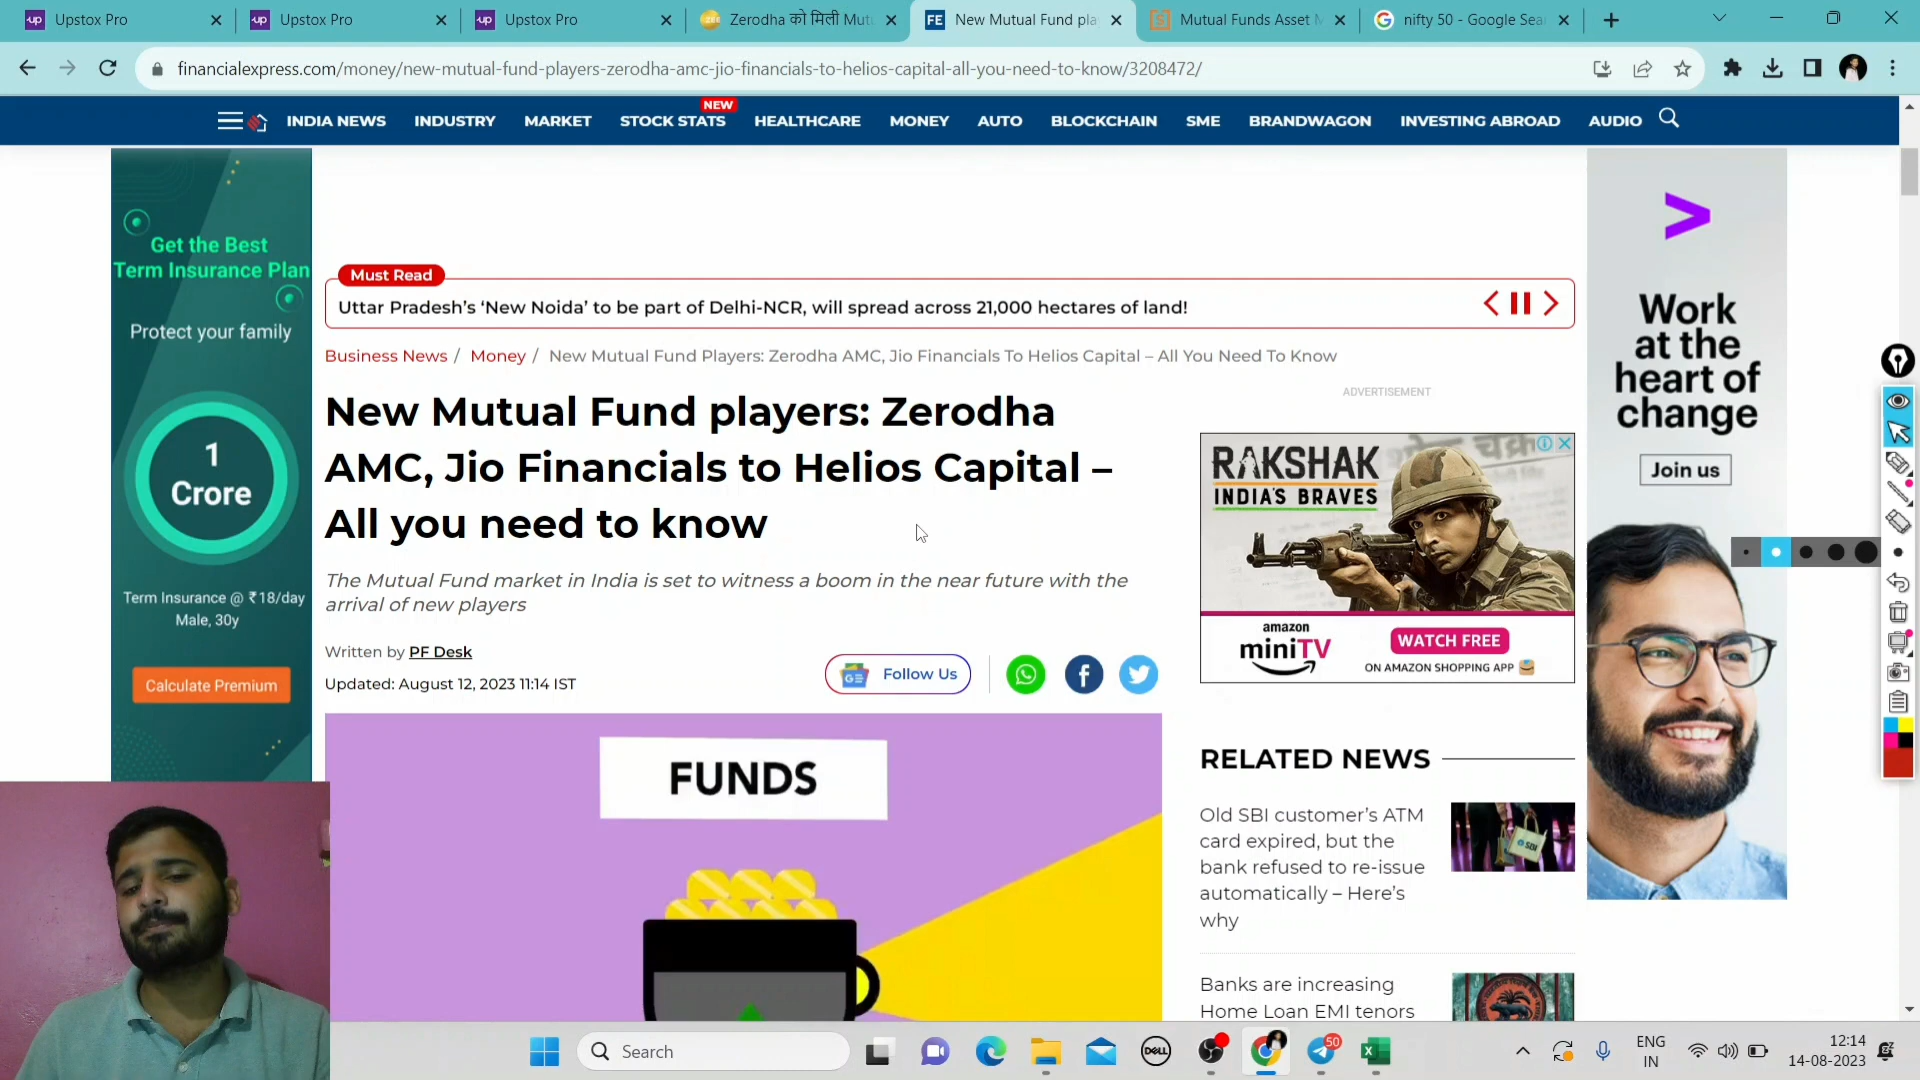 Upstox Pro
Upstox Pro
Upstox Pro
Zerodha को मिली Mut
New Mutual Fund pla
Mutual Funds Asset M
nifty 50 - Google Sea
financialexpress.com/money/new-mutual-fund-players-zerodha-amc-jio-financials-to-helios-capital-all-you-need-to-know/3208472/
INDIA NEWS INDUSTRY MARKET STOCK STATS NEW HEALTHCARE MONEY AUTO BLOCKCHAIN SME BRANDWAGON INVESTING ABROAD AUDIO
Get the Best
Term Insurance Plan
Protect your family
1
Crore
Term Insurance @ ₹18/day
Male, 30y
Calculate Premium
Must Read
Uttar Pradesh's ‘New Noida’ to be part of Delhi-NCR, will spread across 21,000 hectares of land!
Business News / Money / New Mutual Fund Players: Zerodha AMC, Jio Financials To Helios Capital – All You Need To Know
New Mutual Fund players: Zerodha
AMC, Jio Financials to Helios Capital –
All you need to know
The Mutual Fund market in India is set to witness a boom in the near future with the
arrival of new players
Written by PF Desk
Updated: August 12, 2023 11:14 IST
GE Follow Us
FUNDS
ADVERTISEMENT
RAKSHAK
INDIA'S BRAVES
amazon
miniTV
WATCH FREE
ON AMAZON SHOPPING APP
RELATED NEWS
Old SBI customer's ATM
card expired, but the
bank refused to re-issue
automatically – Here's
why
SBI
Banks are increasing
Home Loan EMI tenors
Work
at the
heart of
change
Join us
Search
DELL
50
ENG
IN
12:14
14-08-2023